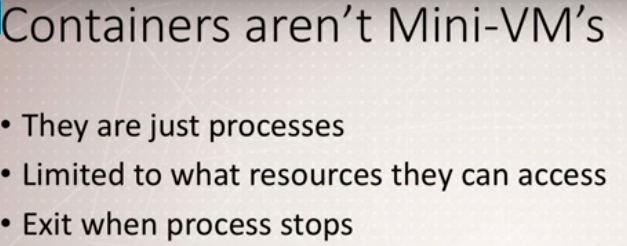 Containers aren’t Mini-VM’s
• They are just processes
• Limited to what resources they can access
• Exit when process stops